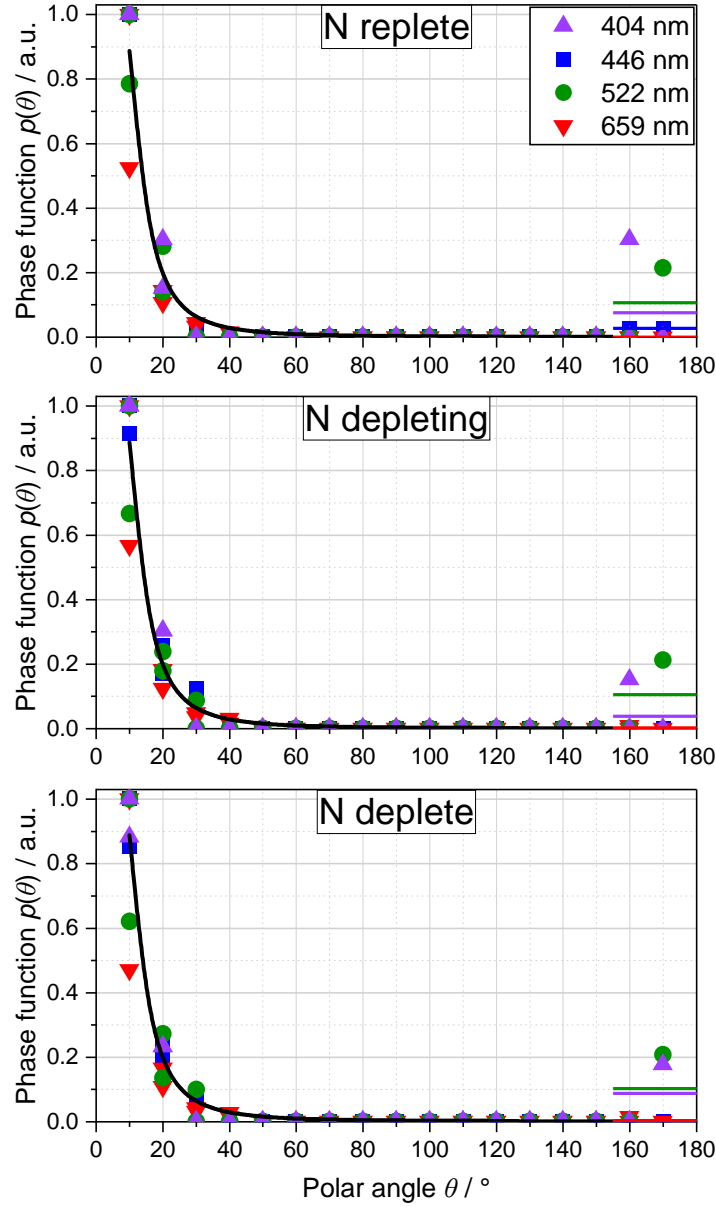 N replete
404 nm
446 nm
522 nm
659 nm
Phase function p(θ) / a.u.
1.0
0.8
0.6
0.4
0.2
0.0
0 20 40 60 80 100 120 140 160 180
N depleting
Phase function p(θ) / a.u.
1.0
0.8
0.6
0.4
0.2
0.0
0 20 40 60 80 100 120 140 160 180
N deplete
Phase function p(θ) / a.u.
1.0
0.8
0.6
0.4
0.2
0.0
0 20 40 60 80 100 120 140 160 180
Polar angle θ / °